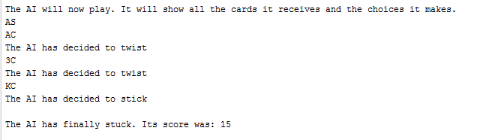 The AI will now play. It will show all the cards it receives and the choices it makes.
AS
AC
The AI has decided to twist
3C
The AI has decided to twist
KC
The AI has decided to stick
The AI has finally stuck. Its score was: 15